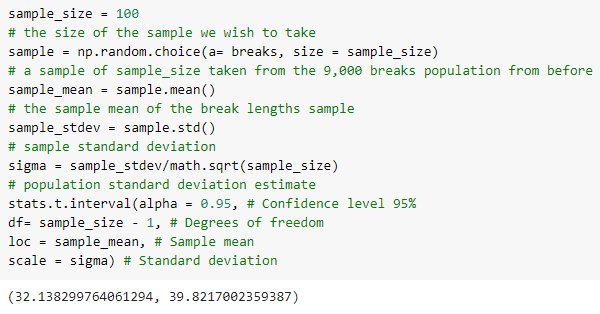 sample_size = 100
# the size of the sample we wish to take
sample = np.random.choice(a= breaks, size = sample_size)
# a sample of sample_size taken from the 9,000 breaks population from before
sample_mean = sample.mean()
# the sample mean of the break lengths sample
sample_stdev = sample.std()
# sample standard deviation
sigma = sample_stdev/math.sqrt(sample_size)
# population standard deviation estimate
stats.t.interval(alpha = 0.95, # Confidence level 95%
df= sample_size - 1, # Degrees of freedom
loc = sample_mean, # Sample mean
scale = sigma) # Standard deviation
(32.138299764061294, 39.8217002359387)